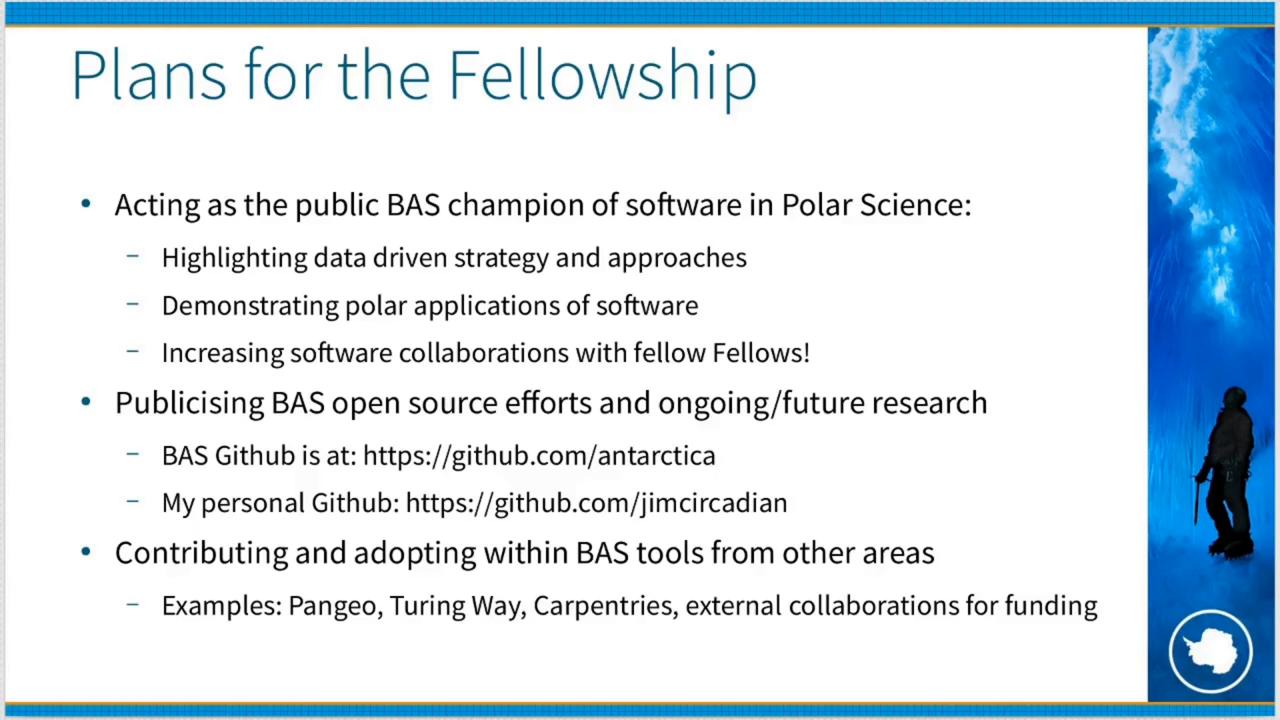 Plans for the Fellowship
• Acting as the public BAS champion of software in Polar Science:
– Highlighting data driven strategy and approaches
– Demonstrating polar applications of software
– Increasing software collaborations with fellow Fellows!
• Publicising BAS open source efforts and ongoing/future research
– BAS Github is at: https://github.com/antarctica
– My personal Github: https://github.com/jimcircadian
• Contributing and adopting within BAS tools from other areas
– Examples: Pangeo, Turing Way, Carpentries, external collaborations for funding